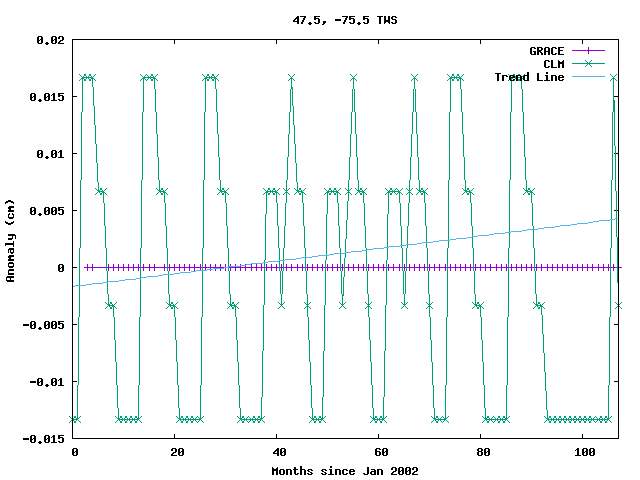 47.5, -75.5 TWS
GRACE
CLM
Trend Line
0.02
0.015
0.01
0.005
0
-0.005
-0.01
-0.015
Anomaly (cm)
0 20 40 60 80 100
Months since Jan 2002